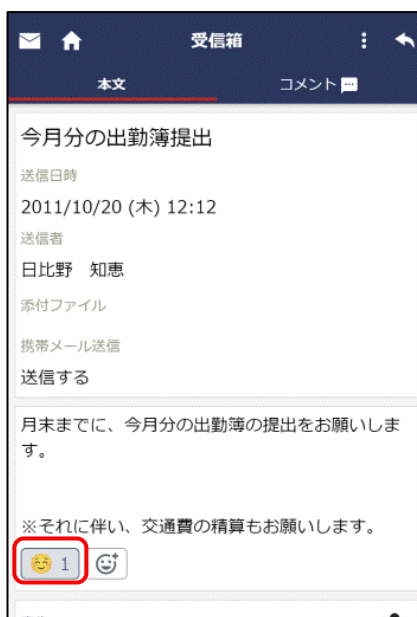 受信箱
本文
コメント
今月分の出勤簿提出
送信日時
2011/10/20 (木) 12:12
送信者
日比野　知恵
添付ファイル
携帯メール送信
送信する
月末までに、今月分の出勤簿の提出をお願いしま
す。
※それに伴い、交通費の精算もお願いします。
1